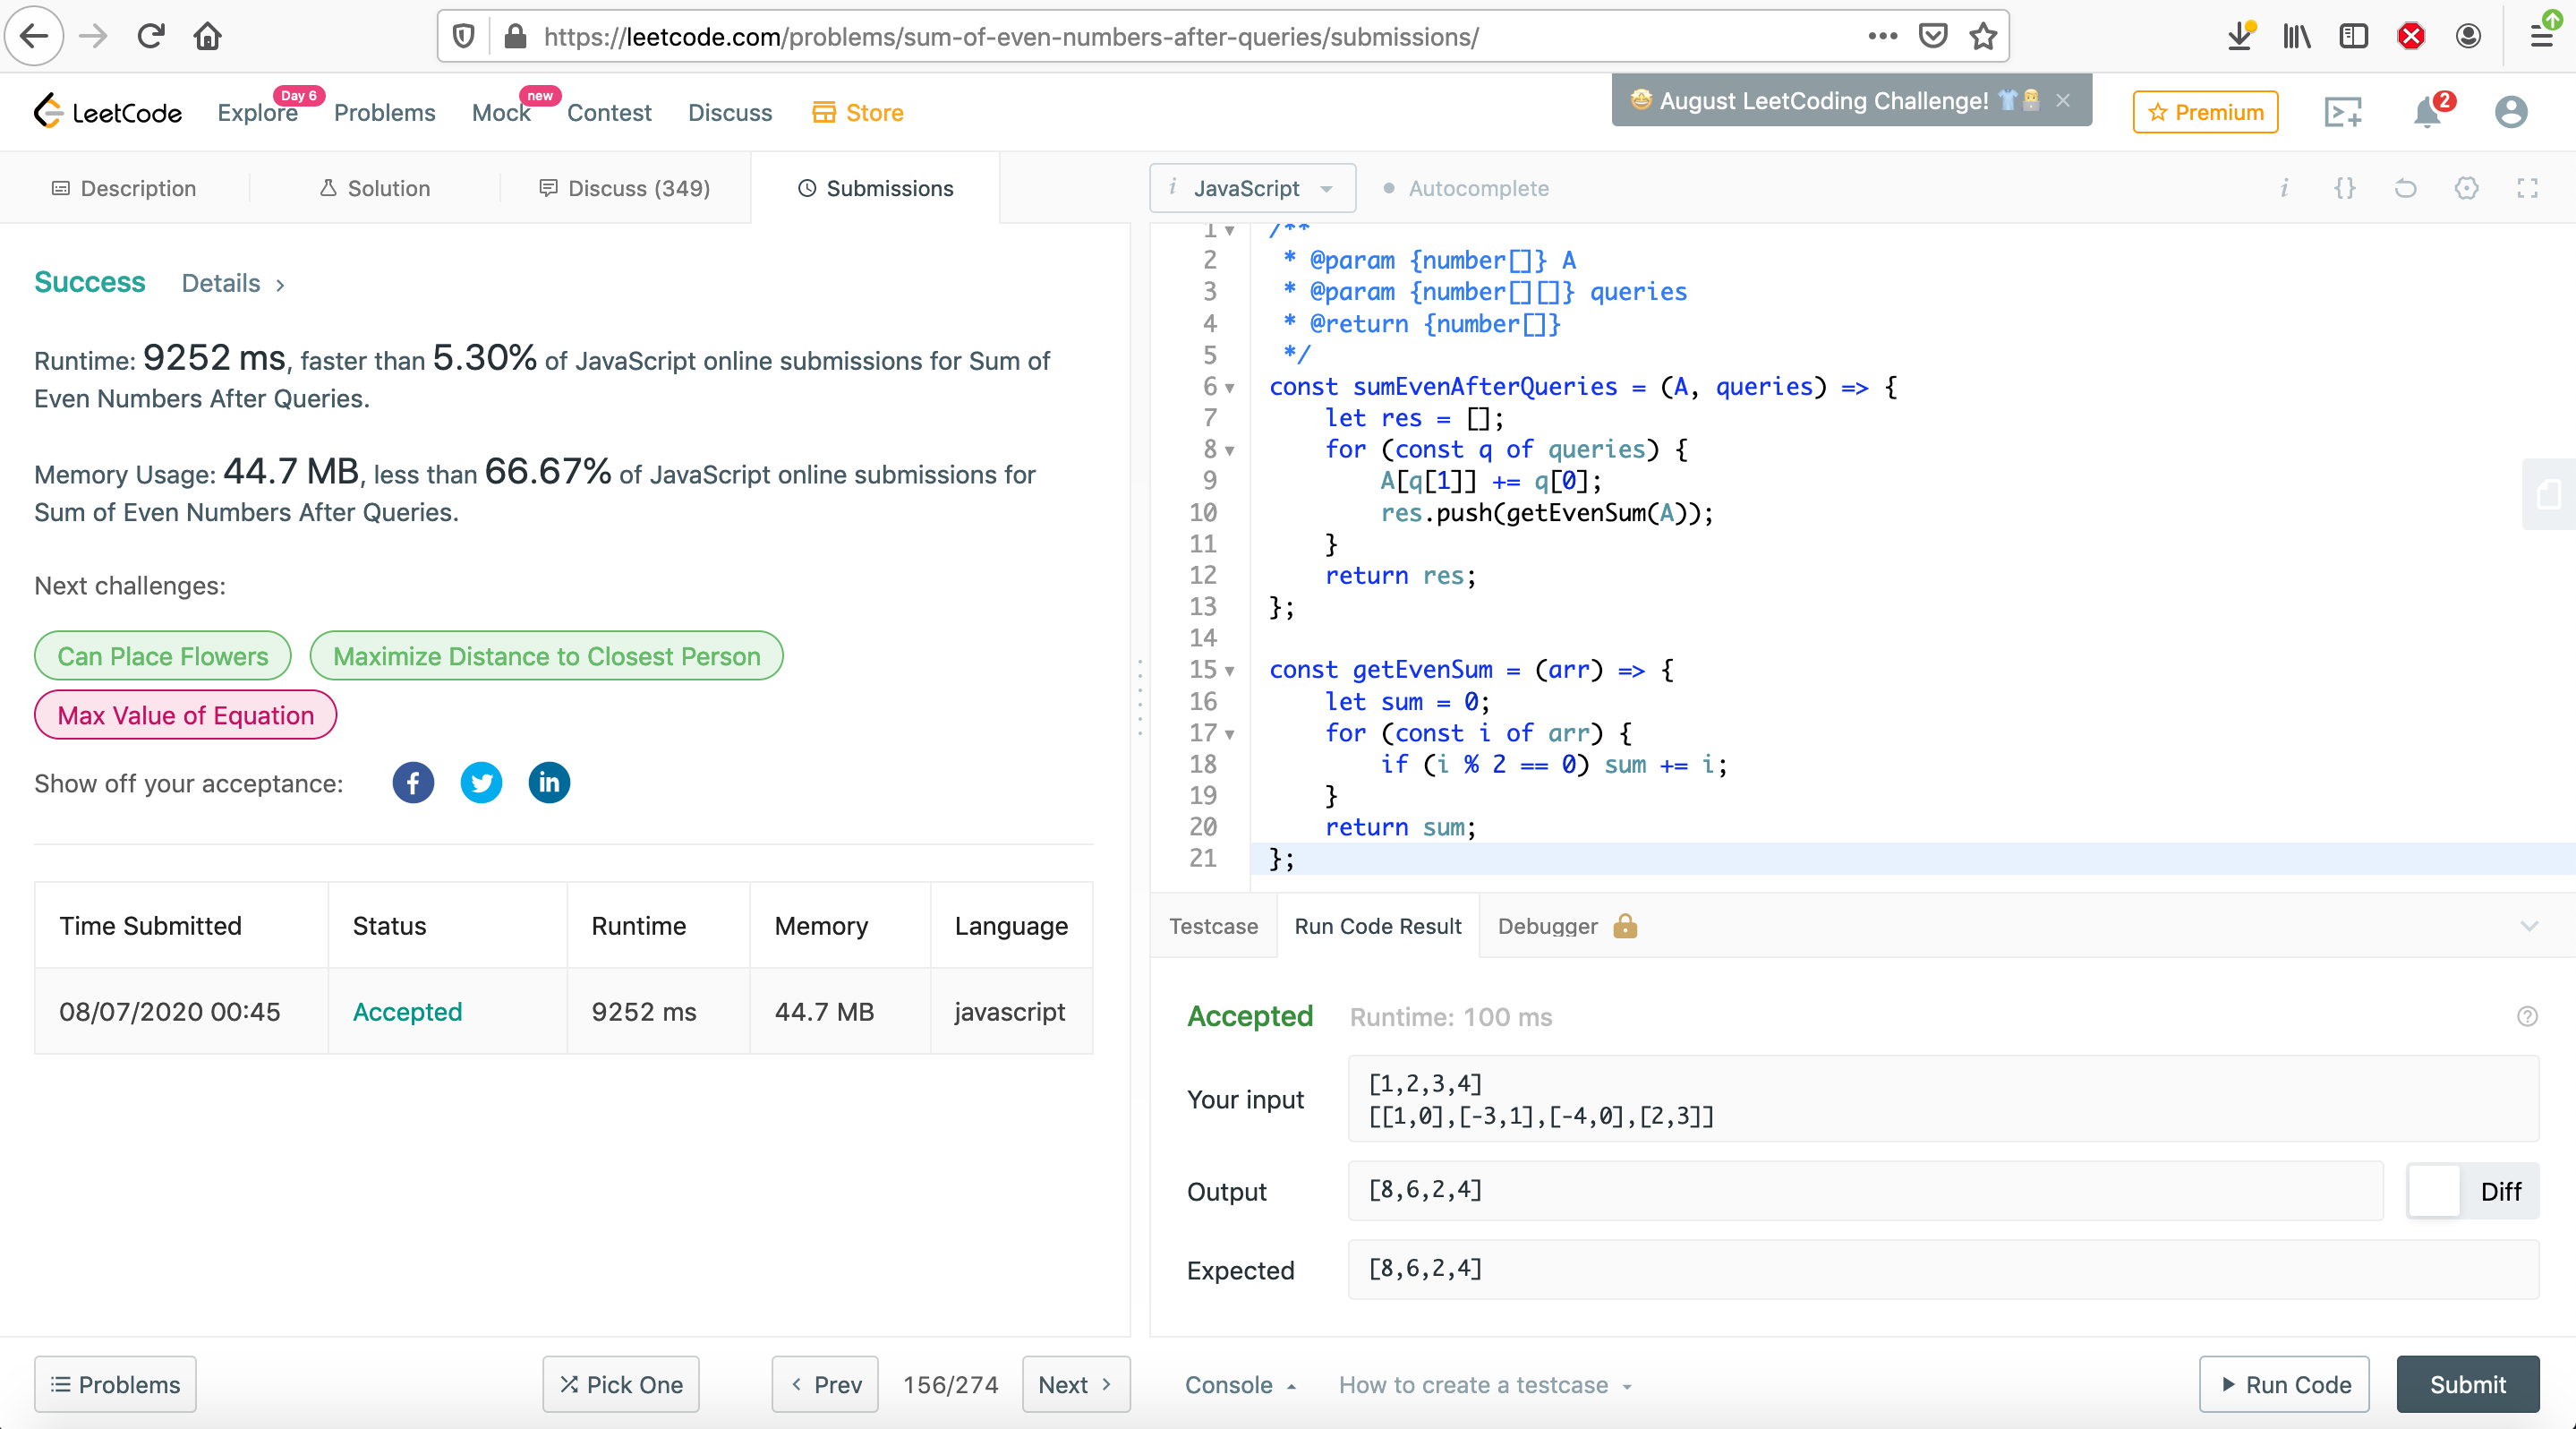 https://leetcode.com/problems/sum-of-even-numbers-after-queries/submissions/
LeetCode
Explore
Day 6
Problems
Mock
new
Contest
Discuss
Store
🤩 August LeetCoding Challenge! 👕
Premium
2
Description
Solution
Discuss (349)
Submissions
Success
Details
Runtime: 9252 ms, faster than 5.30% of JavaScript online submissions for Sum of
Even Numbers After Queries.
Memory Usage: 44.7 MB, less than 66.67% of JavaScript online submissions for
Sum of Even Numbers After Queries.
Next challenges:
Can Place Flowers
Maximize Distance to Closest Person
Max Value of Equation
Show off your acceptance:
Time Submitted Status Runtime Memory Language
08/07/2020 00:45 Accepted 9252 ms 44.7 MB javascript
Problems
Pick One
Prev
156/274
Next
i JavaScript
Autocomplete
i {}
1 /**
2 * @param {number[]} A
3 * @param {number[][]} queries
4 * @return {number[]}
5 */
6 const sumEvenAfterQueries = (A, queries) => {
7 let res = [];
8 for (const q of queries) {
9 A[q[1]] += q[0];
10 res.push(getEvenSum(A));
11 }
12 return res;
13 };
14
15 const getEvenSum = (arr) => {
16 let sum = 0;
17 for (const i of arr) {
18 if (i % 2 == 0) sum += i;
19 }
20 return sum;
21 };
Testcase
Run Code Result
Debugger
Accepted
Runtime: 100 ms
Your input
[1,2,3,4]
[[1,0],[-3,1],[-4,0],[2,3]]
Output
[8,6,2,4]
Diff
Expected
[8,6,2,4]
Console
How to create a testcase
Run Code
Submit